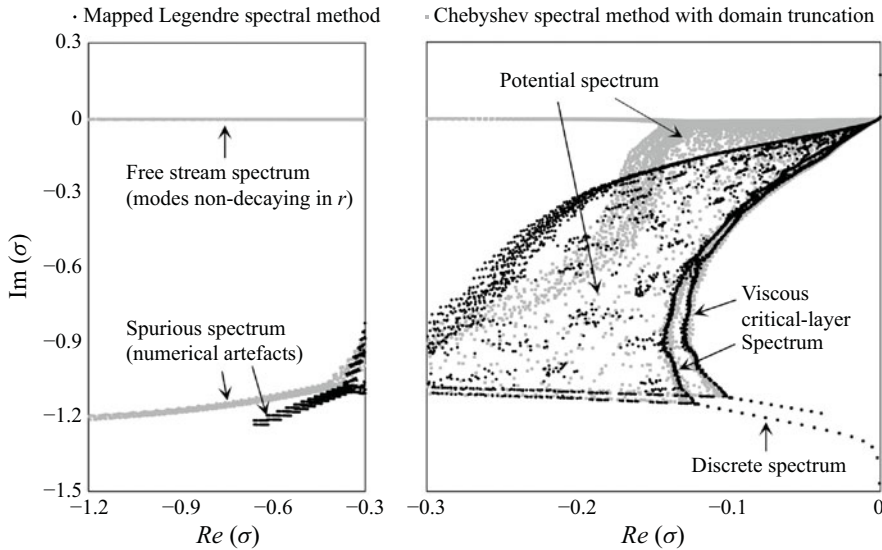 Mapped Legendre spectral method
Chebyshev spectral method with domain truncation
0.3
0
−0.3
−0.6
−0.9
−1.2
−1.5
Im (σ)
Free stream spectrum
(modes non-decaying in r)
Spurious spectrum
(numerical artefacts)
−1.2
−0.9
−0.6
−0.3
Re (σ)
Potential spectrum
Viscous
critical-layer
Spectrum
Discrete spectrum
−0.3
−0.2
−0.1
0
Re (σ)